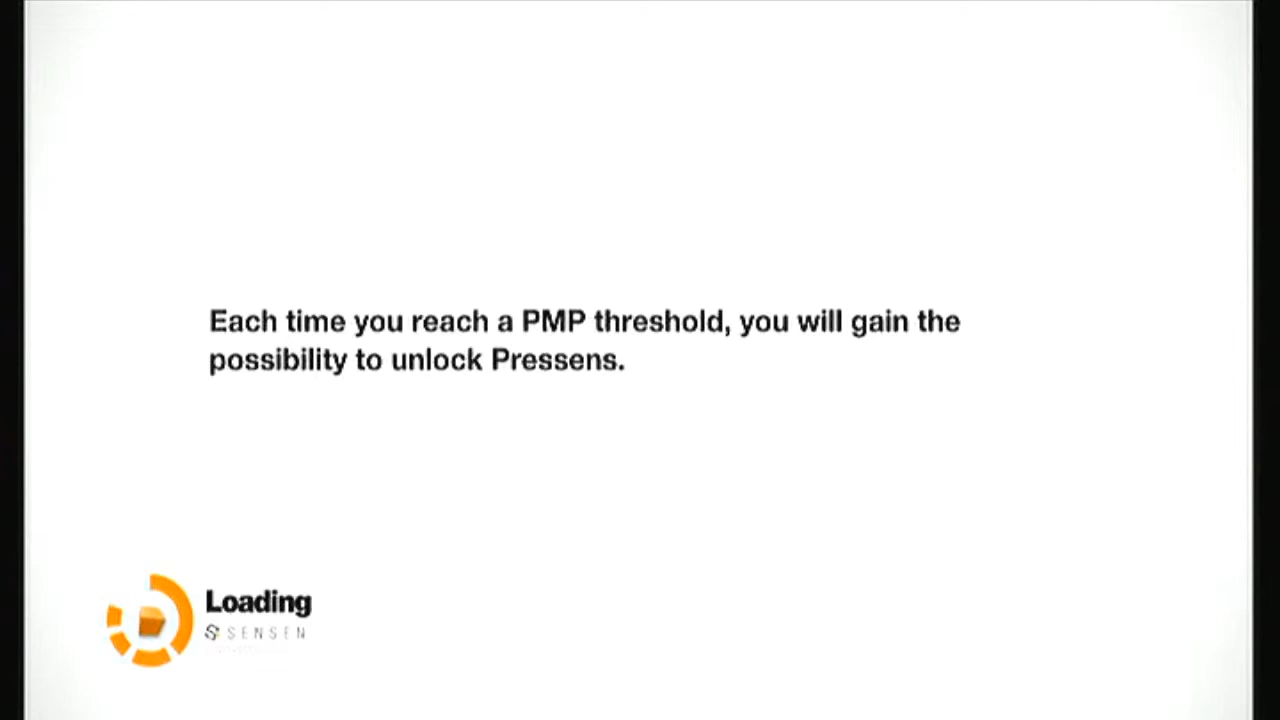 Each time you reach a PMP threshold, you will gain the
possibility to unlock Pressens.
Loading
SENSEN